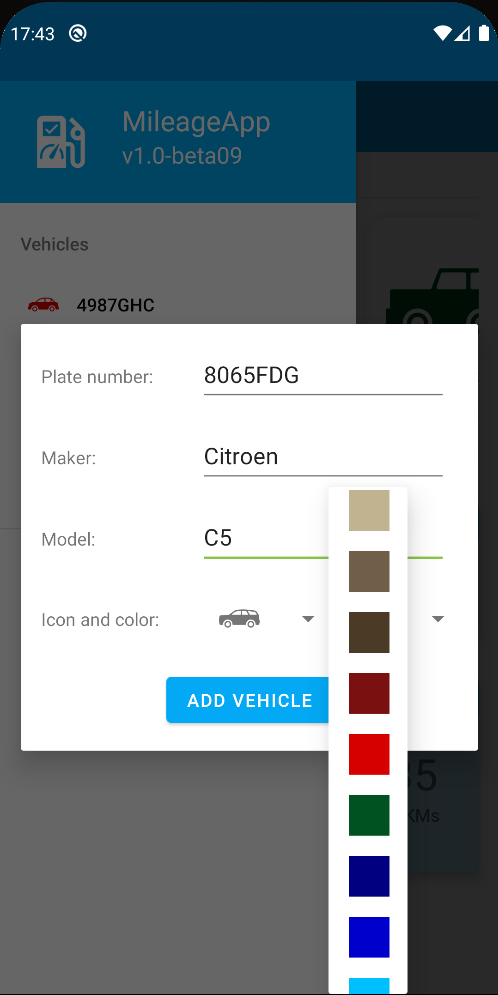 17:43
MileageApp
v1.0-beta09
Vehicles
4987GHC
Plate number: 8065FDG
Maker: Citroen
Model: C5
Icon and color:
ADD VEHICLE
5
KMs